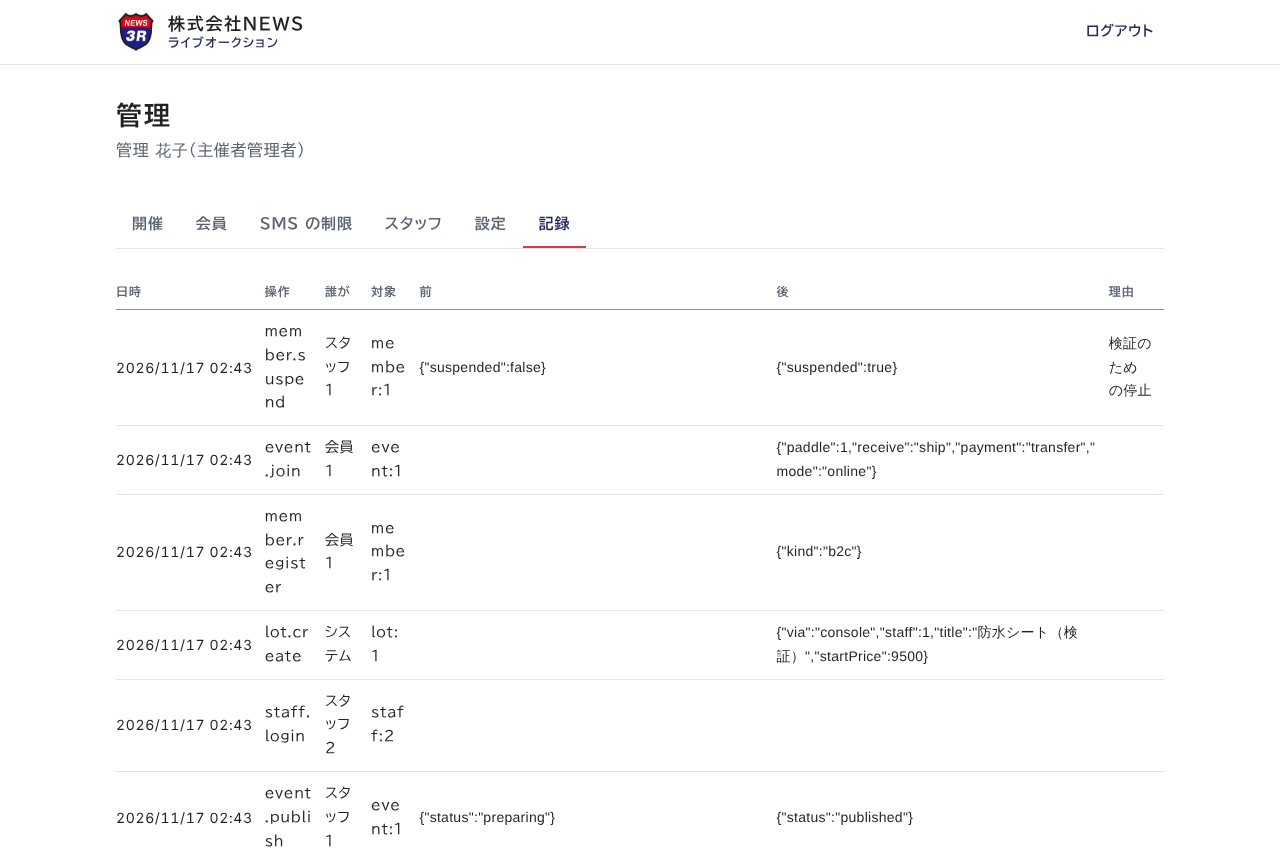 NEWS
3R
株式会社NEWS
ライブオークション
ログアウト
管理
管理 花子（主催者管理者）
開催 会員 SMS の制限 スタッフ 設定 記録
日時 操作 誰が 対象 前 後 理由
2026/11/17 02:43
mem
ber.s
uspe
nd
スタ
ッフ
1
me
mbe
r:1
{"suspended":false}
{"suspended":true}
検証の
ため
の停止
2026/11/17 02:43
event
.join
会員
1
eve
nt:1
{"paddle":1,"receive":"ship","payment":"transfer","
mode":"online"}
2026/11/17 02:43
mem
ber.r
egist
er
会員
1
me
mbe
r:1
{"kind":"b2c"}
2026/11/17 02:43
lot.cr
eate
シス
テム
lot:
1
{"via":"console","staff":1,"title":"防水シート（検
証）","startPrice":9500}
2026/11/17 02:43
staff.
login
スタ
ッフ
2
staf
f:2
2026/11/17 02:43
event
.publi
sh
スタ
ッフ
1
eve
nt:1
{"status":"preparing"}
{"status":"published"}